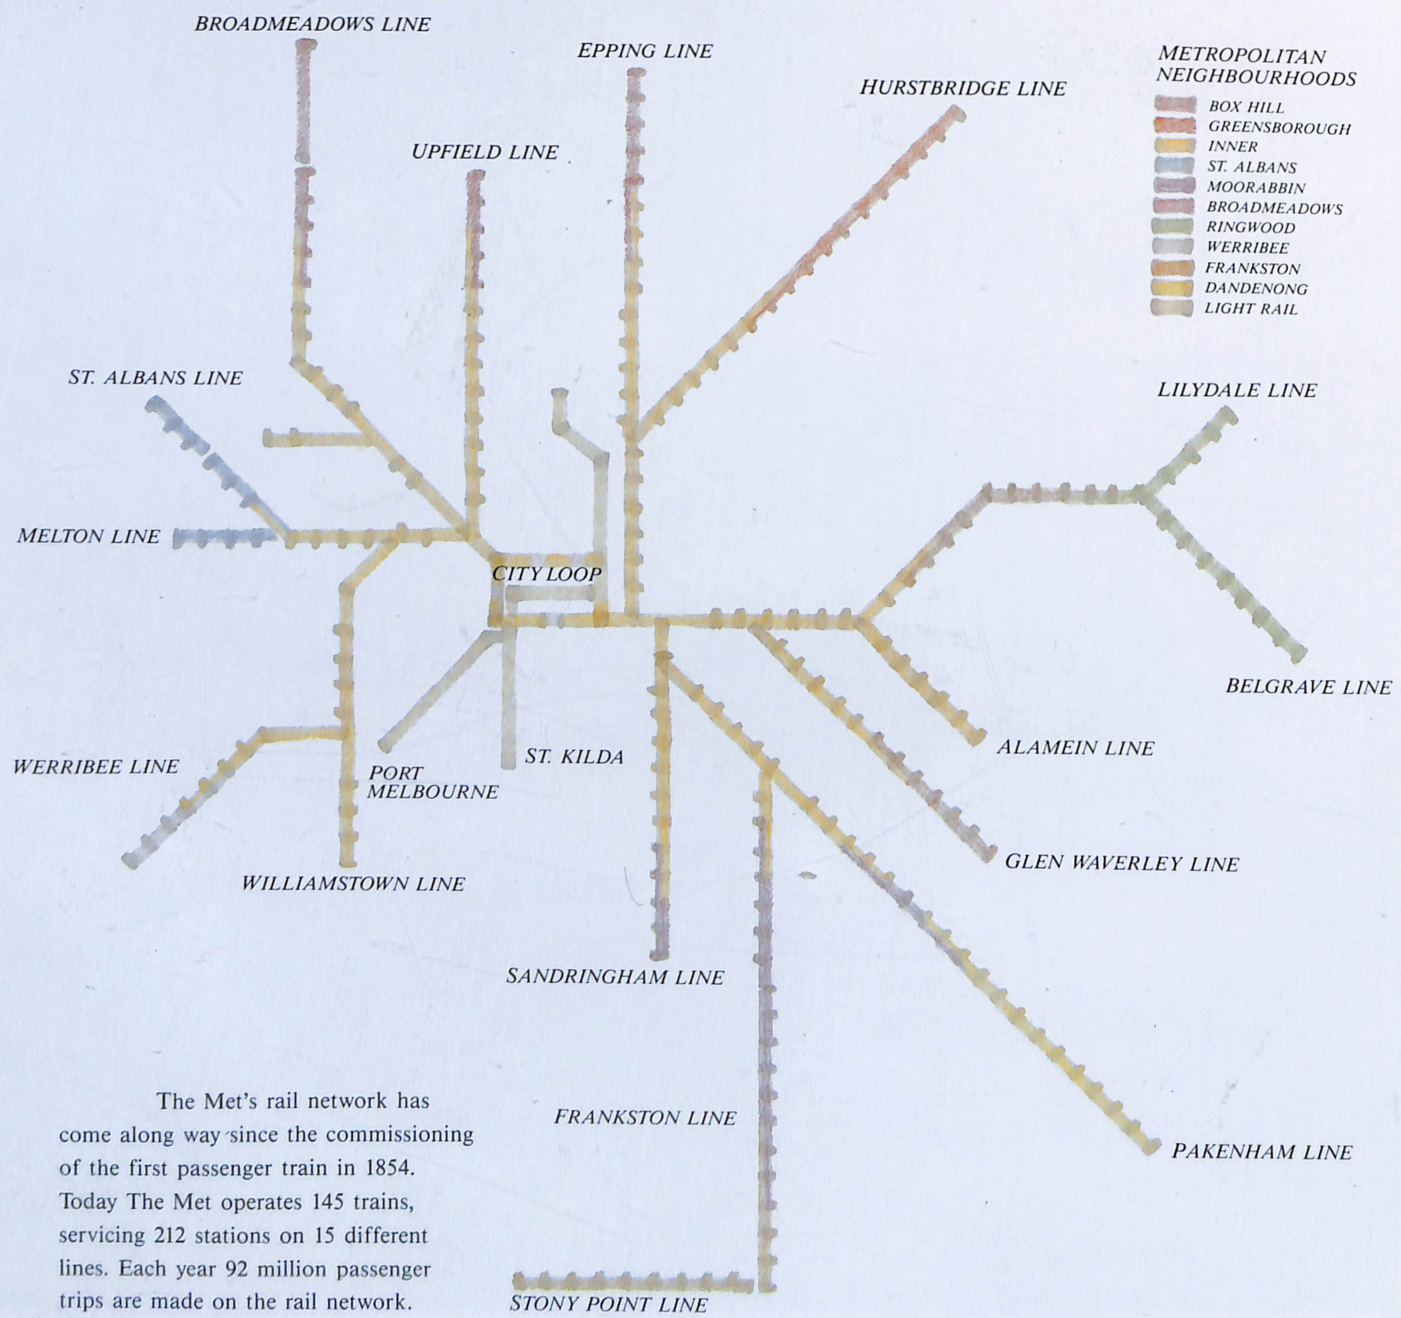 BROADMEADOWS LINE
EPPING LINE
HURSTBRIDGE LINE
UPFIELD LINE
METROPOLITAN
NEIGHBOURHOODS
BOX HILL
GREENSBOROUGH
INNER
ST. ALBANS
MOORABBIN
BROADMEADOWS
RINGWOOD
WERRIBEE
FRANKSTON
DANDENONG
LIGHT RAIL
ST. ALBANS LINE
LILYDALE LINE
MELTON LINE
CITY LOOP
BELGRAVE LINE
ALAMEIN LINE
WERRIBEE LINE
ST. KILDA
PORT
MELBOURNE
GLEN WAVERLEY LINE
WILLIAMSTOWN LINE
SANDRINGHAM LINE
FRANKSTON LINE
PAKENHAM LINE
STONY POINT LINE
The Met's rail network has
come along way since the commissioning
of the first passenger train in 1854.
Today The Met operates 145 trains,
servicing 212 stations on 15 different
lines. Each year 92 million passenger
trips are made on the rail network.